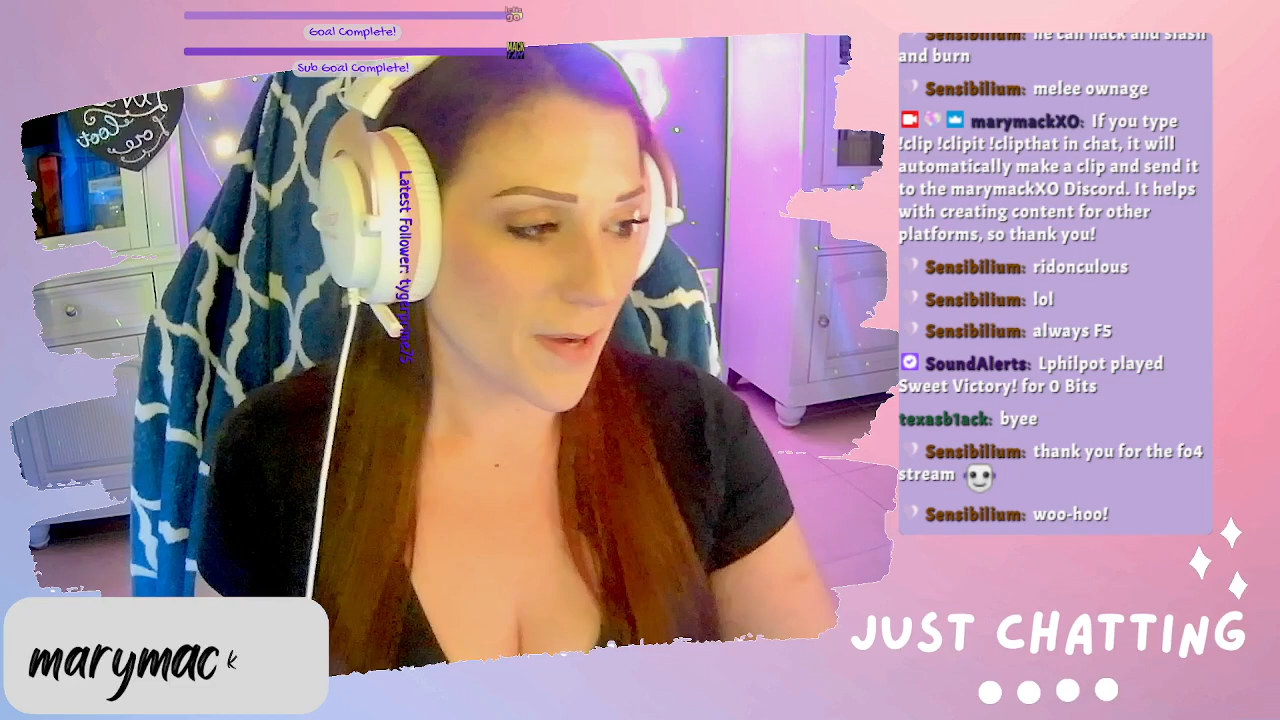 Goal Complete!
Sub Goal Complete!
Latest Follower:
Sensibilium: he can hack and slash
and burn
Sensibilium: melee ownage
marymackXO: If you type
!clip !clipit !clipthat in chat, it will
automatically make a clip and send it
to the marymackXO Discord. It helps
with creating content for other
platforms, so thank you!
Sensibilium: ridonculous
Sensibilium: lol
Sensibilium: always F5
SoundAlerts: Lphilpot played
Sweet Victory! for 0 Bits
texasb1ack: byee
Sensibilium: thank you for the fo4
stream
Sensibilium: woo-hoo!
marymack
JUST CHATTING